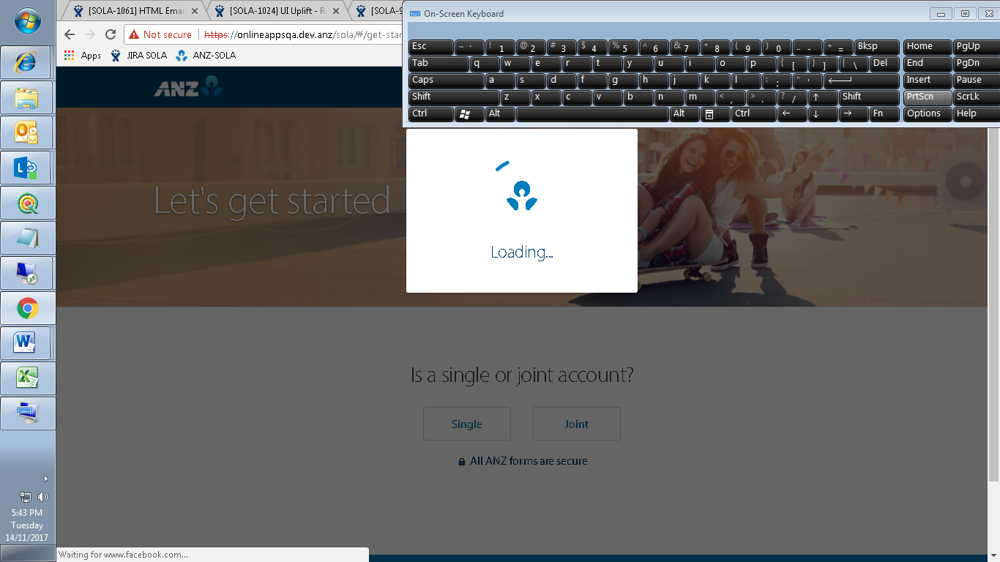 [SOLA-1061] HTML Emai
[SOLA-1024] UI Uplift - R
[SOLA-9
On-Screen Keyboard
Not secure
https://onlineappsqa.dev.anz/sola/#/get-star
Apps
JIRA SOLA
ANZ-SOLA
Esc ~ ` ! 1 @ 2 # 3 $ 4 % 5 ^ 6 & 7 * 8 ( 9 ) 0 _ - + = Bksp Home PgUp
Tab q w e r t y u i o p { [ } ] | \ Del End PgDn
Caps a s d f g h j k l : ; " ' Insert Pause
Shift z x c v b n m < , > . ? / ↑ Shift PrtScn ScrLk
Ctrl Alt Alt Ctrl ← ↓ → Fn Options Help
ANZ
Let's get started
Loading...
Is a single or joint account?
Single
Joint
All ANZ forms are secure
5:43 PM
Tuesday
14/11/2017
Waiting for www.facebook.com...